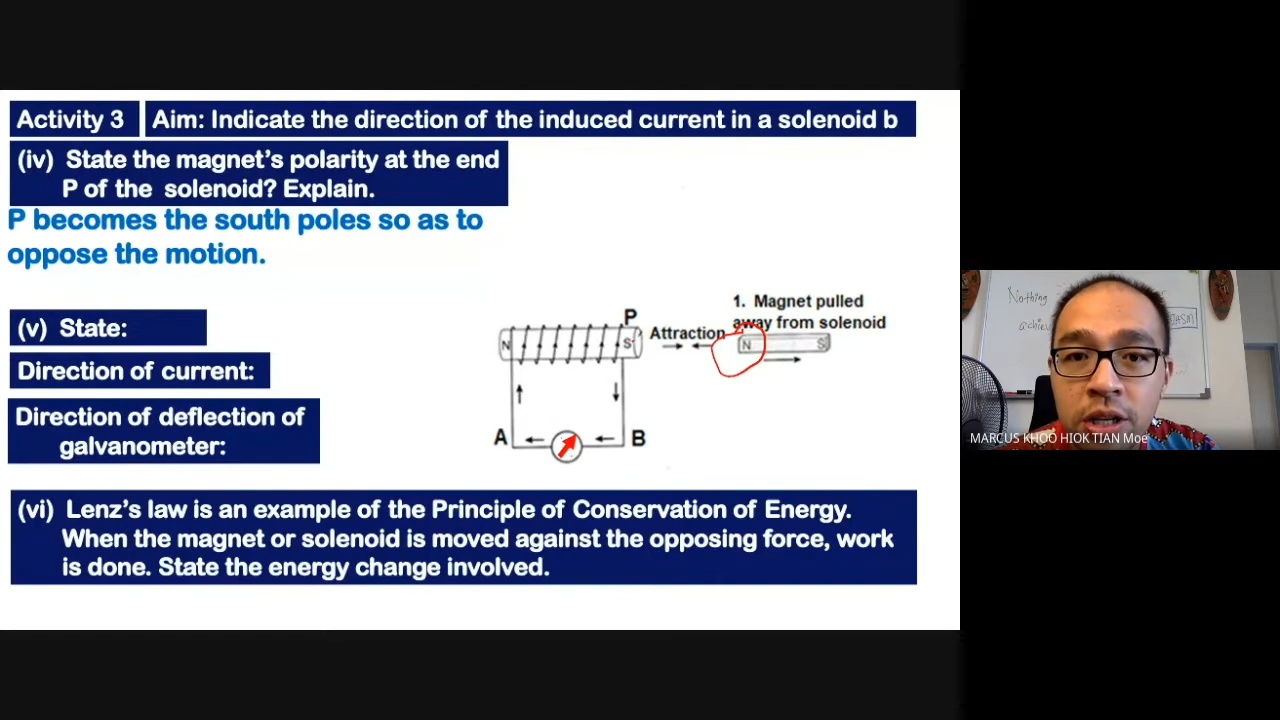 Activity 3
Aim: Indicate the direction of the induced current in a solenoid b
(iv) State the magnet's polarity at the end
P of the solenoid? Explain.
P becomes the south poles so as to
oppose the motion.
(v) State:
Direction of current:
Direction of deflection of
galvanometer:
1. Magnet pulled
away from solenoid
P
Attraction
N
S
N
S
A
B
(vi) Lenz's law is an example of the Principle of Conservation of Energy.
When the magnet or solenoid is moved against the opposing force, work
is done. State the energy change involved.
Nothing
achie
MARCUS KHOO HIOK TIAN Moe